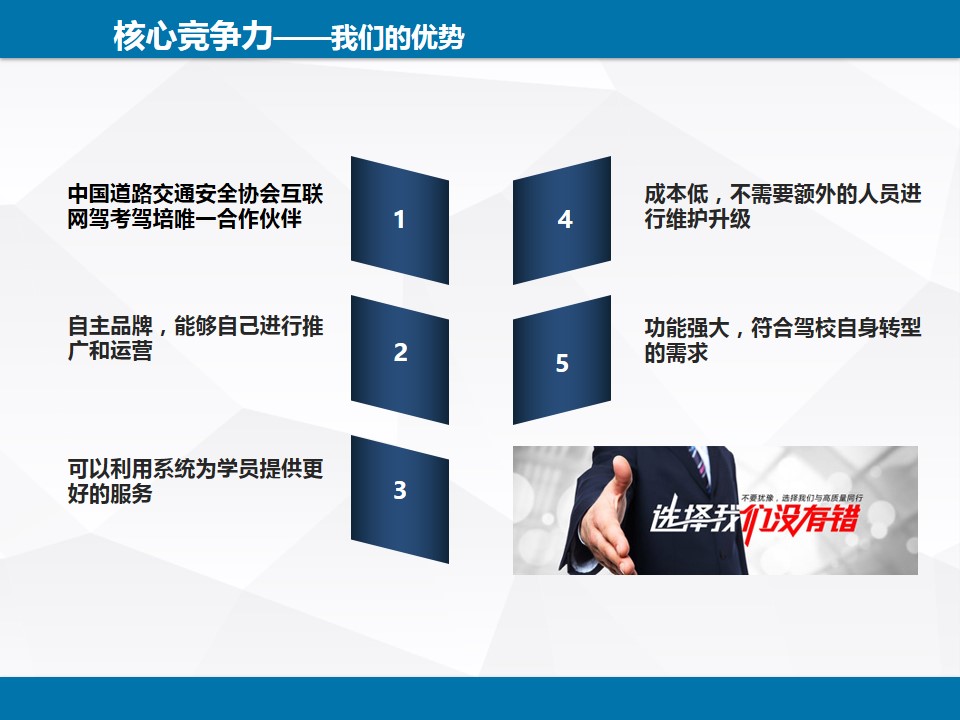 核心竞争力——我们的优势
中国道路交通安全协会互联
网驾考驾培唯一合作伙伴
1
自主品牌，能够自己进行推
广和运营
2
可以利用系统为学员提供更
好的服务
3
4
成本低，不需要额外的人员进
行维护升级
5
功能强大，符合驾校自身转型
的需求
不要犹豫，选择我们与高质量同行
选择我们没有错